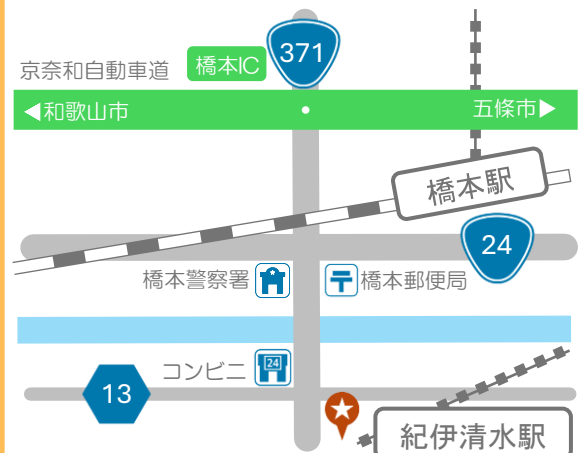 371
京奈和自動車道
橋本IC
◀和歌山市
五條市▶
橋本駅
24
橋本警察署
〒橋本郵便局
コンビニ
24
13
紀伊清水駅